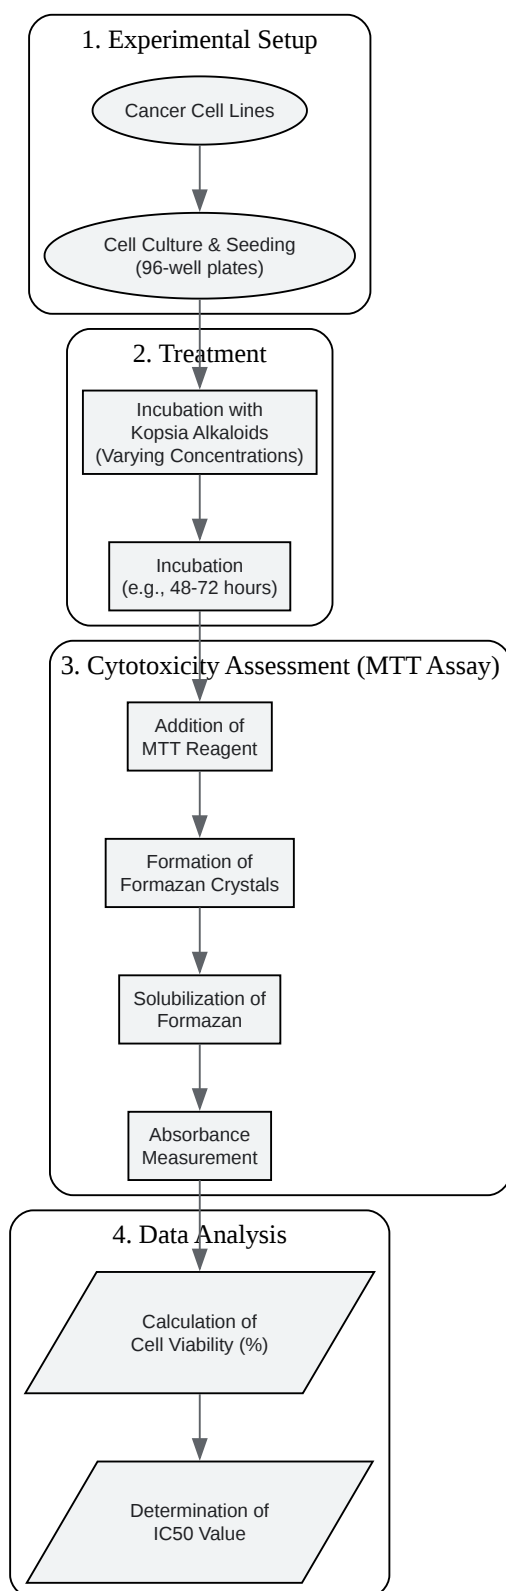 1. Experimental Setup
Cancer Cell Lines
Cell Culture & Seeding
(96-well plates)
2. Treatment
Incubation with
Kopsia Alkaloids
(Varying Concentrations)
Incubation
(e.g., 48-72 hours)
3. Cytotoxicity Assessment (MTT Assay)
Addition of
MTT Reagent
Formation of
Formazan Crystals
Solubilization of
Formazan
Absorbance
Measurement
4. Data Analysis
Calculation of
Cell Viability (%)
Determination of
IC50 Value